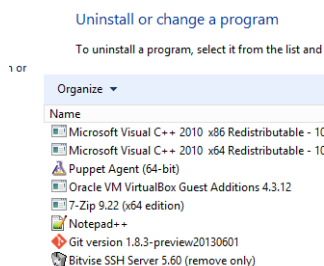 Uninstall or change a program
To uninstall a program, select it from the list and
n or
Organize
Name
Microsoft Visual C++ 2010 x86 Redistributable - 10
Microsoft Visual C++ 2010 x64 Redistributable - 10
Puppet Agent (64-bit)
Oracle VM VirtualBox Guest Additions 4.3.12
7-Zip 9.22 (x64 edition)
Notepad++
Git version 1.8.3-preview20130601
Bitvise SSH Server 5.60 (remove only)